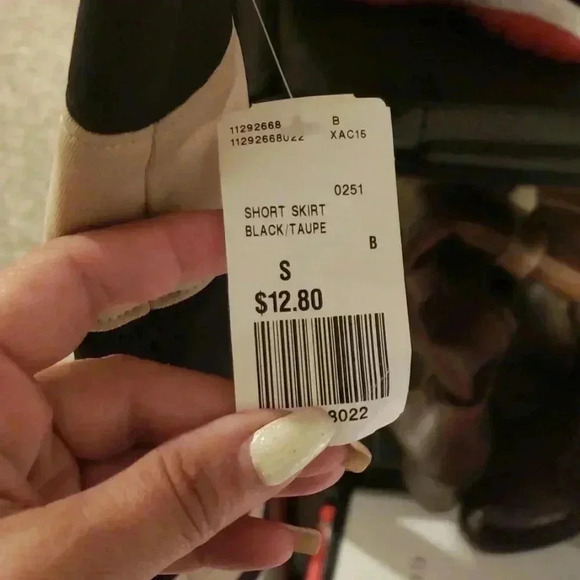 11292668 B
11292668022 XAC15
0251
SHORT SKIRT
BLACK/TAUPE
B
S
$12.80
8022